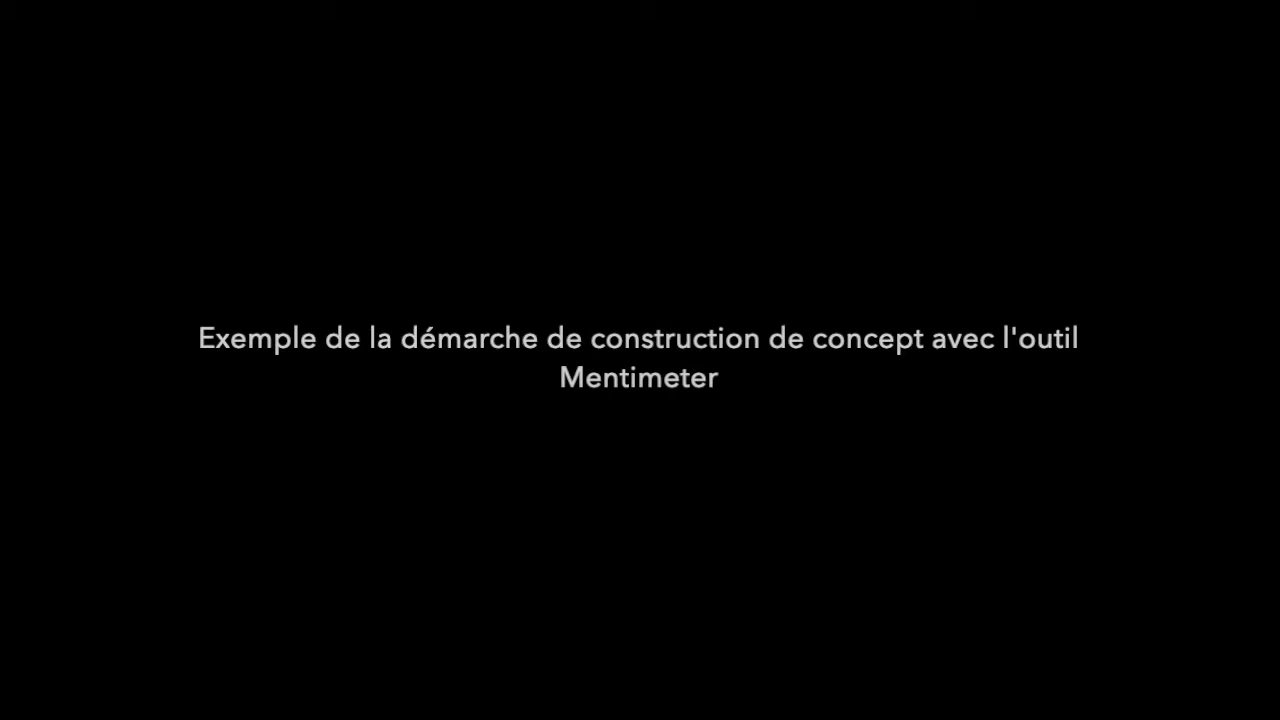 Exemple de la démarche de construction de concept avec l'outil
Mentimeter